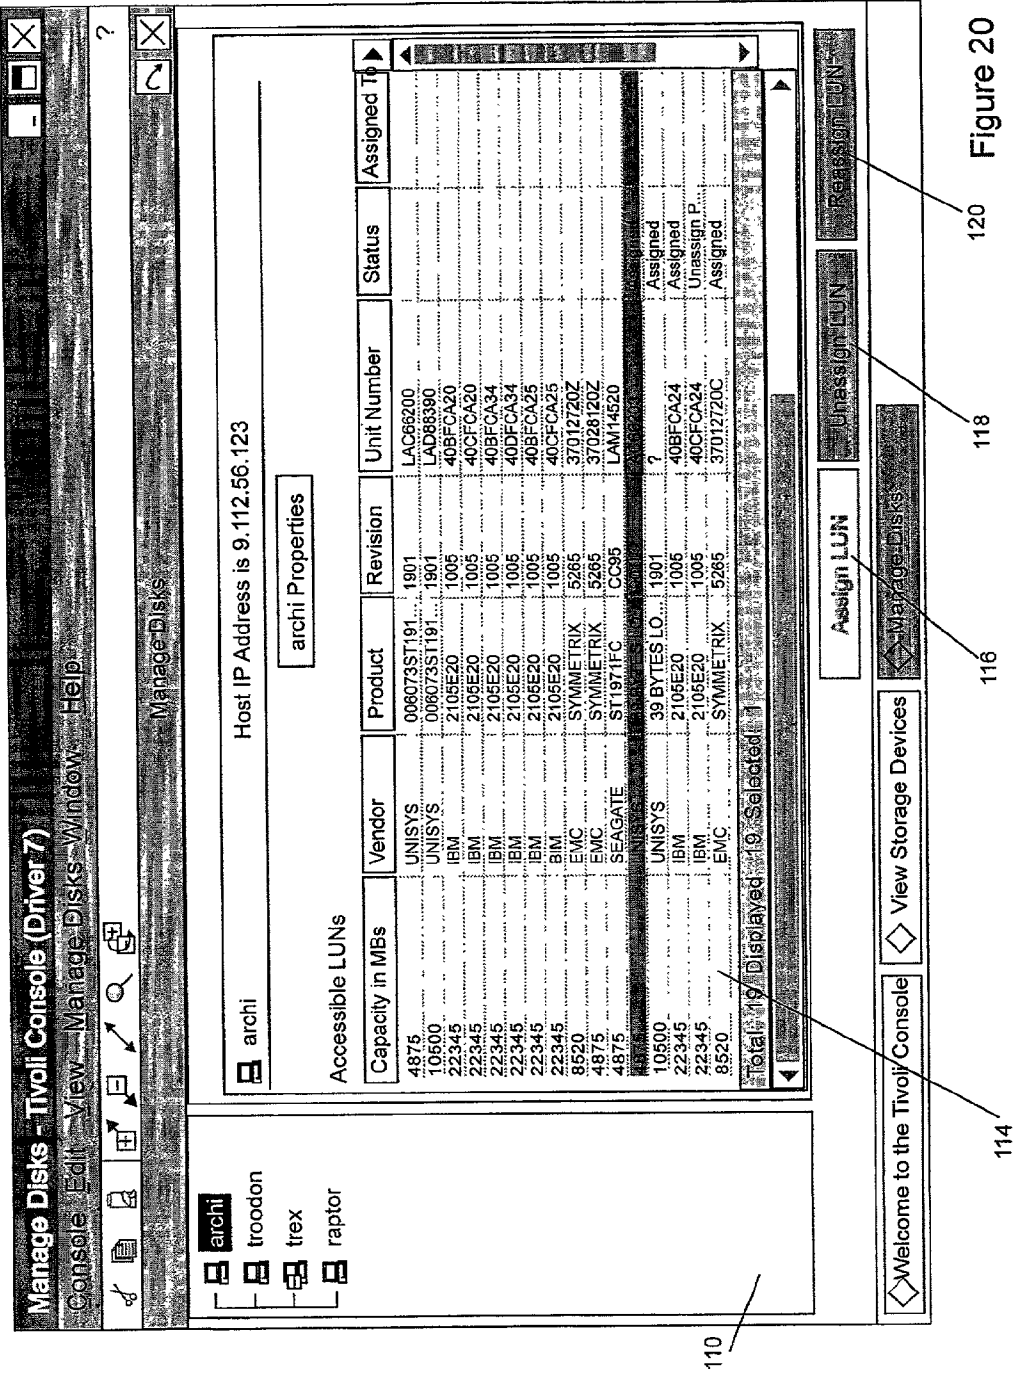 Manage Disks - Tivoli Console (Driver 7)
Console Edit View Manage Disks Window Help
?
Manage Disks
archi
troodon
trex
raptor
archi
Host IP Address is 9.112.56.123
archi Properties
Accessible LUNs
Capacity in MBs Vendor Product Revision Unit Number Status Assigned To
4875 UNISYS 006073ST191... 1901 LAC66200
10500 UNISYS 006073ST191... 1901 LAD68390
22345 IBM 2105E20 1005 40BFCA20
22345 IBM 2105E20 1005 40CFCA20
22345 IBM 2105E20 1005 40BFCA34
22345 IBM 2105E20 1005 40DFCA34
22345 IBM 2105E20 1005 40BFCA25
22345 BIM 2105E20 1005 40CFCA25
8520 EMC SYMMETRIX 5265 37012720Z
4875 EMC SYMMETRIX 5265 37028120Z
4875 SEAGATE ST1971FC CC95 LAM14520
4875 UNISYS
10500 UNISYS 39 BYTES LO... 1901 ? Assigned
22345 IBM 2105E20 1005 40BFCA24 Assigned
22345 IBM 2105E20 1005 40CFCA24 Unassign P...
8520 EMC SYMMETRIX 5265 37012720C Assigned
Total: 19 Displayed: 19 Selected: 1
Assign LUN Unassign LUN Reassign LUN
Welcome to the Tivoli Console View Storage Devices Manage Disks
110
114
116
118
120
Figure 20